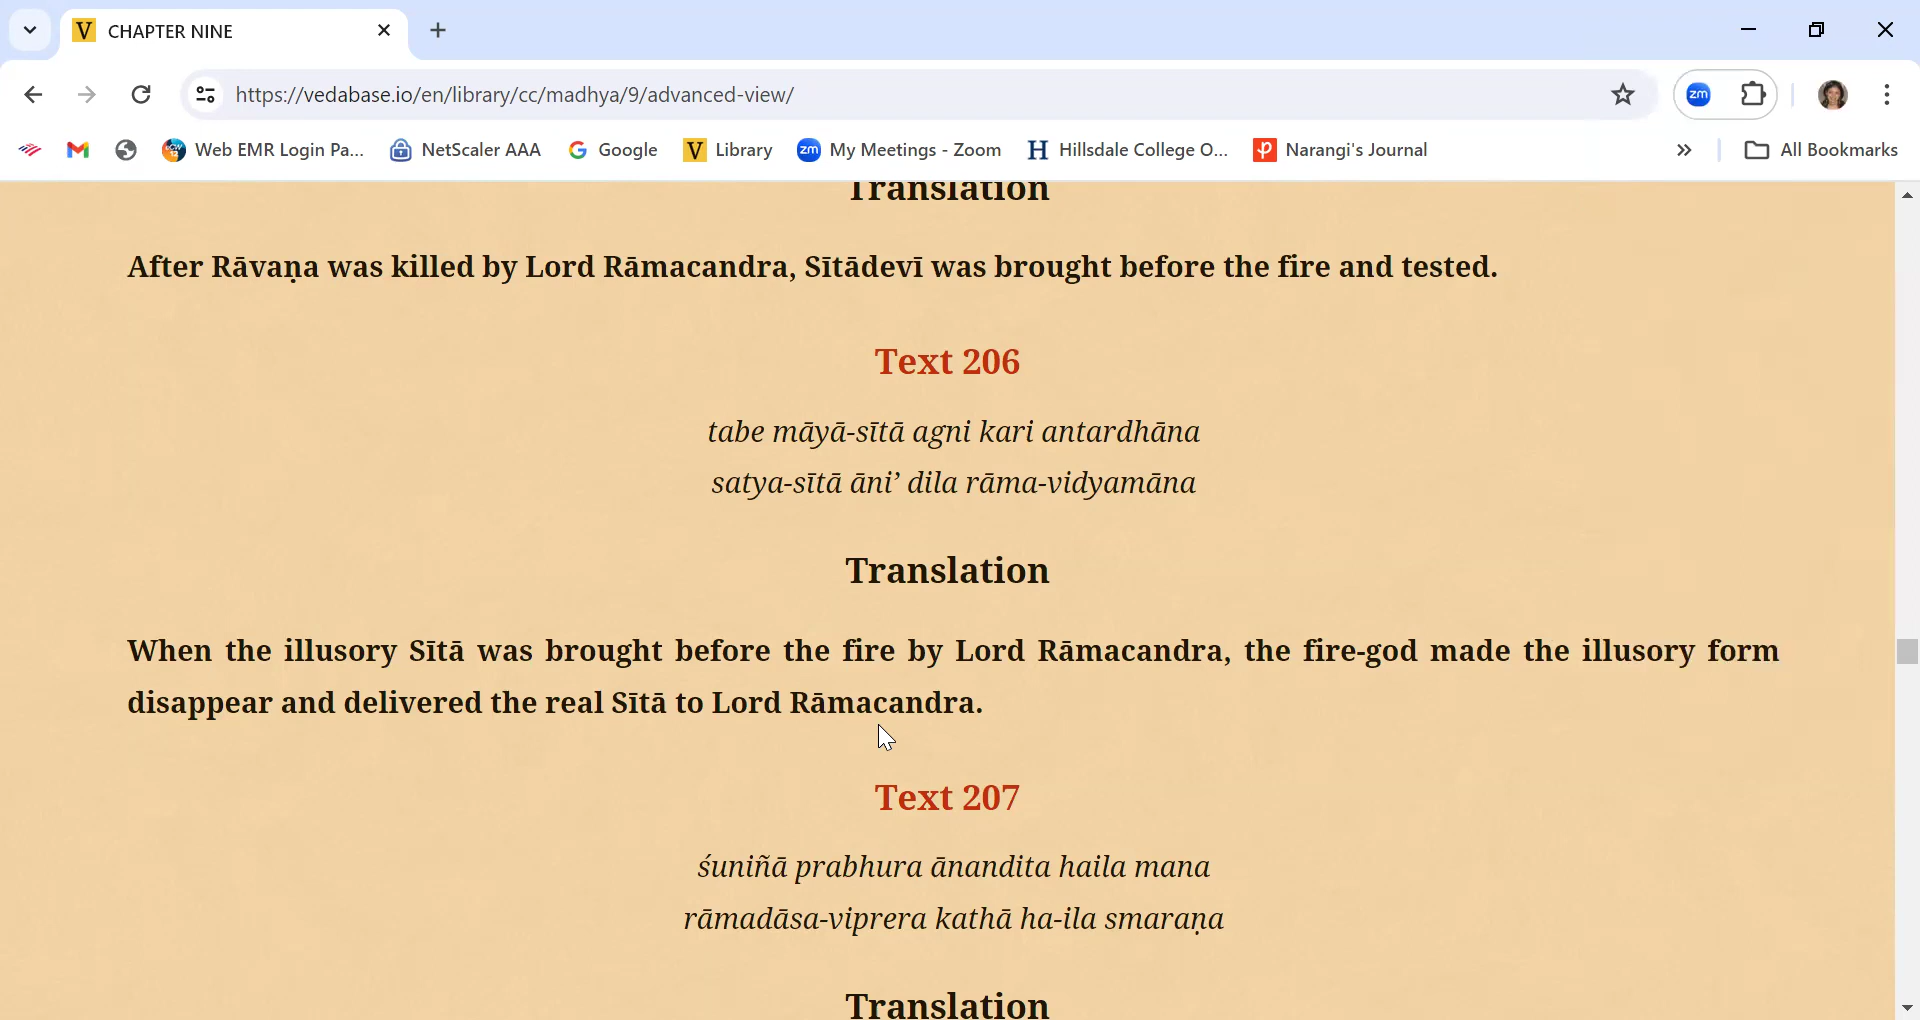 V CHAPTER NINE
https://vedabase.io/en/library/cc/madhya/9/advanced-view/
zm
Web EMR Login Pa... NetScaler AAA Google V Library zm My Meetings - Zoom H Hillsdale College O... Narangi's Journal » All Bookmarks
Translation
After Rāvaṇa was killed by Lord Rāmacandra, Sītādevī was brought before the fire and tested.
Text 206
tabe māyā-sītā agni kari antardhāna
satya-sītā āni’ dila rāma-vidyamāna
Translation
When the illusory Sītā was brought before the fire by Lord Rāmacandra, the fire-god made the illusory form
disappear and delivered the real Sītā to Lord Rāmacandra.
Text 207
śuniñā prabhura ānandita haila mana
rāmadāsa-viprera kathā ha-ila smaraṇa
Translation